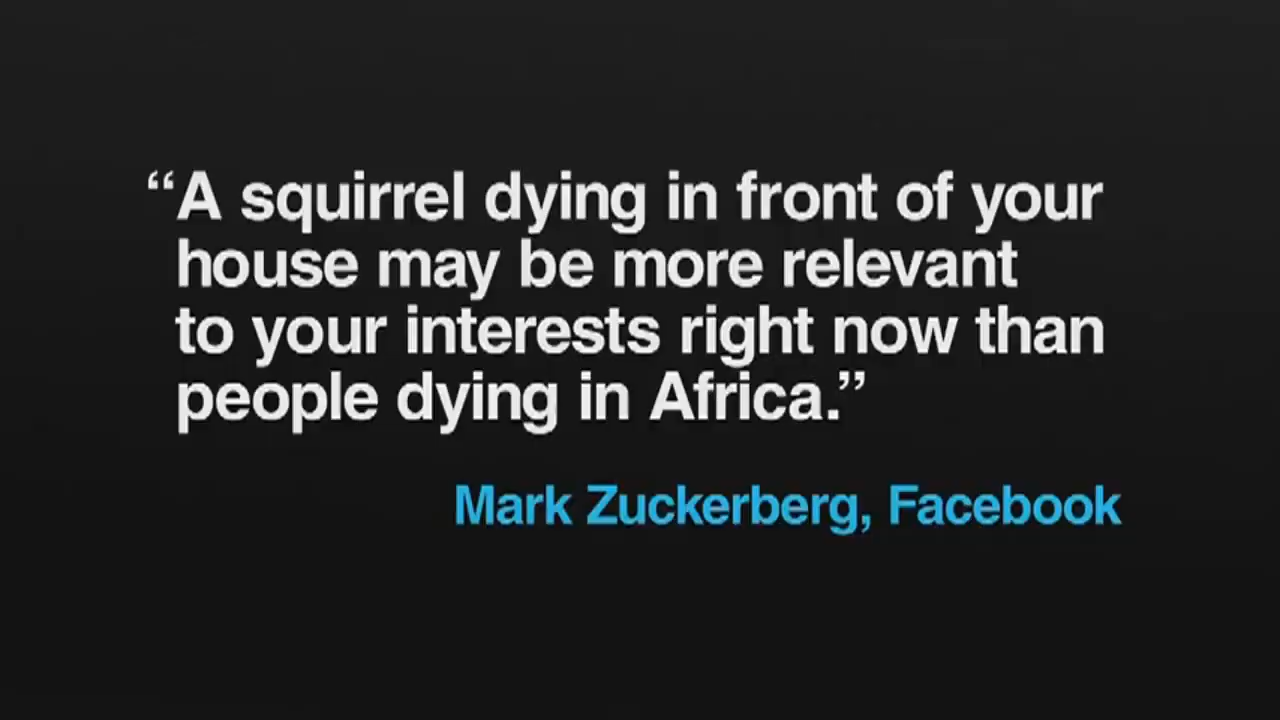 “A squirrel dying in front of your
house may be more relevant
to your interests right now than
people dying in Africa.”
Mark Zuckerberg, Facebook